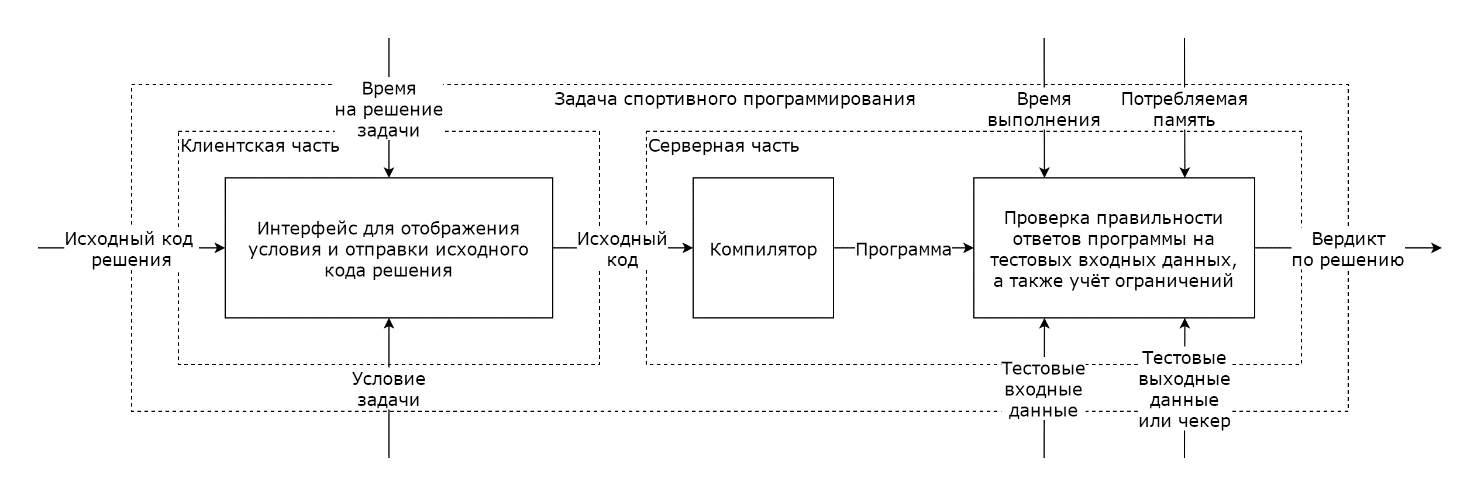 Время
на решение
задачи
Задача спортивного программирования
Время
выполнения
Потребляемая
память
Клиентская часть
Серверная часть
Исходный код
решения
Интерфейс для отображения
условия и отправки исходного
кода решения
Исходный
код
Компилятор
Программа
Проверка правильности
ответов программы на
тестовых входных данных,
а также учёт ограничений
Вердикт
по решению
Условие
задачи
Тестовые
входные
данные
Тестовые
выходные
данные
или чекер